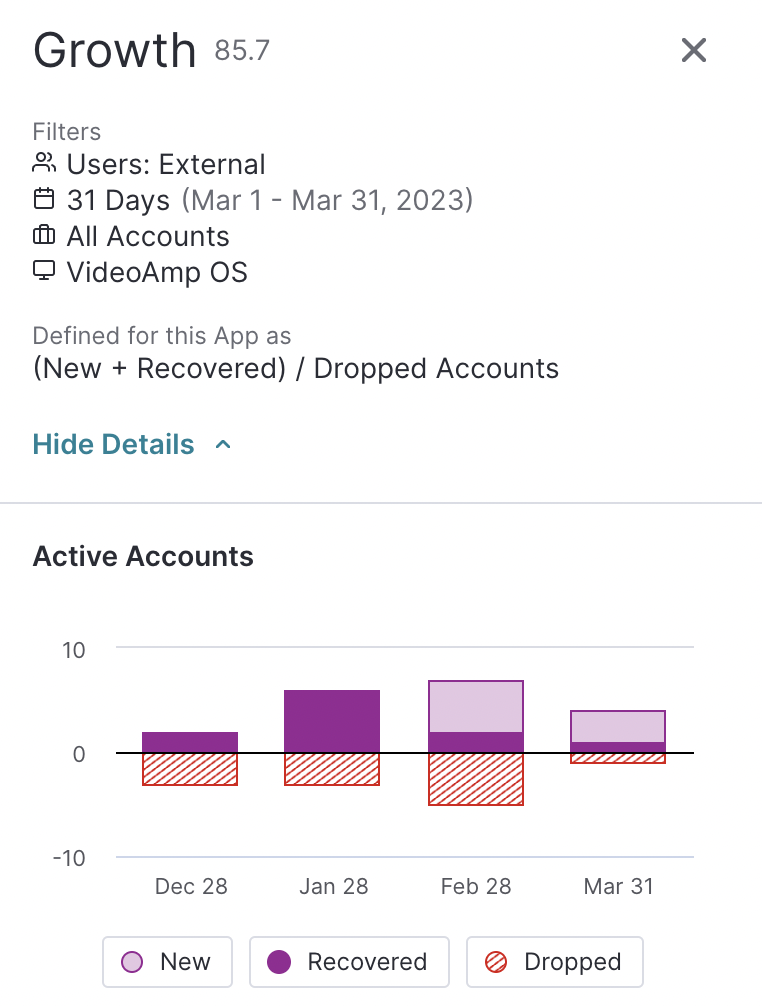 Growth 85.7
Filters
Users: External
31 Days (Mar 1 - Mar 31, 2023)
All Accounts
VideoAmp OS
Defined for this App as
(New + Recovered) / Dropped Accounts
Hide Details
Active Accounts
10
0
-10
Dec 28 Jan 28 Feb 28 Mar 31
New Recovered Dropped